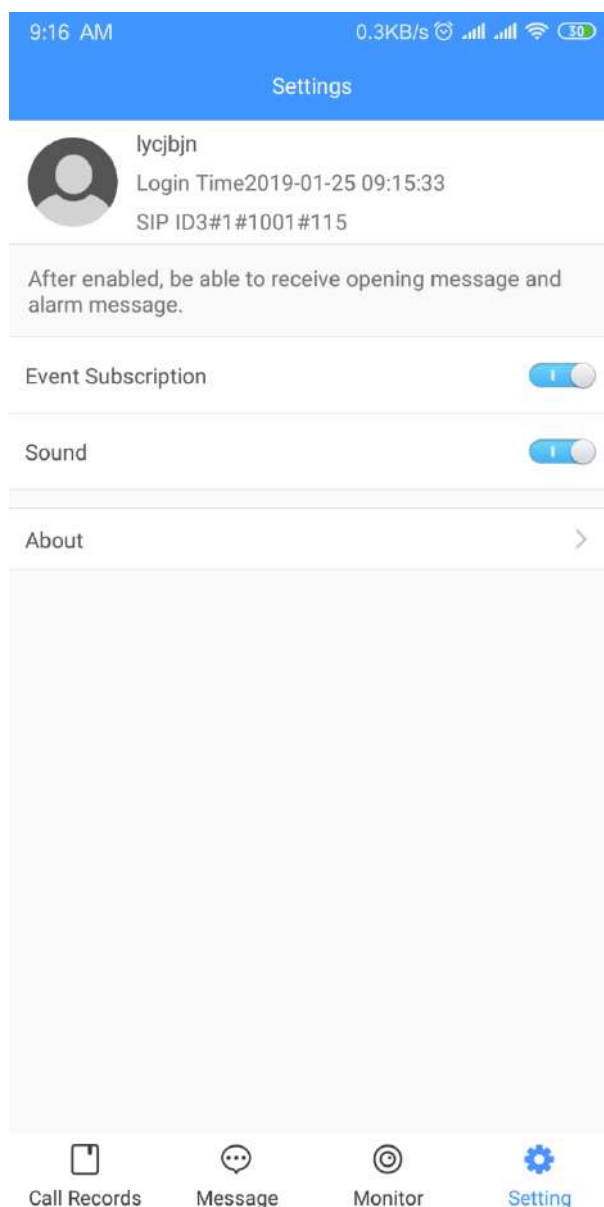 9:16 AM 0.3KB/s 30
Settings
lycjbjn
Login Time2019-01-25 09:15:33
SIP ID3#1#1001#115
After enabled, be able to receive opening message and
alarm message.
Event Subscription
Sound
About
Call Records Message Monitor Setting